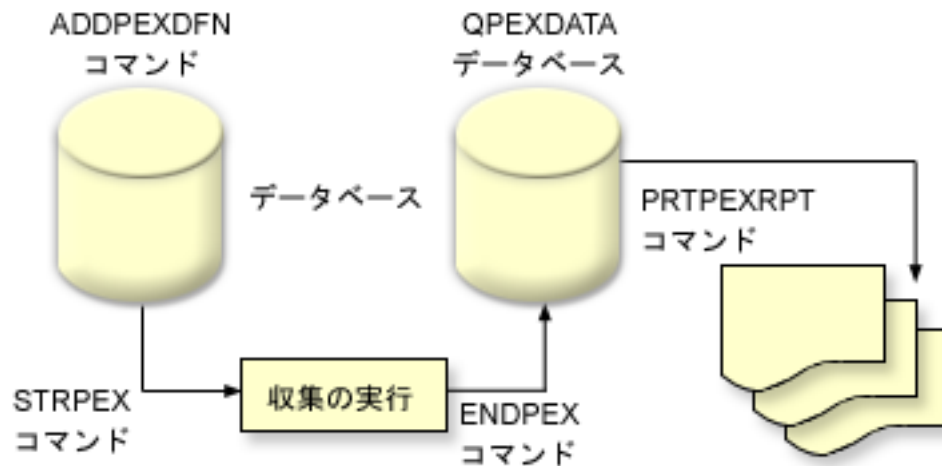 ADDPEXDFN
コマンド
QPEXDATA
データベース
データベース
PRTPEXRPT
コマンド
STRPEX
コマンド
収集の実行
ENDPEX
コマンド